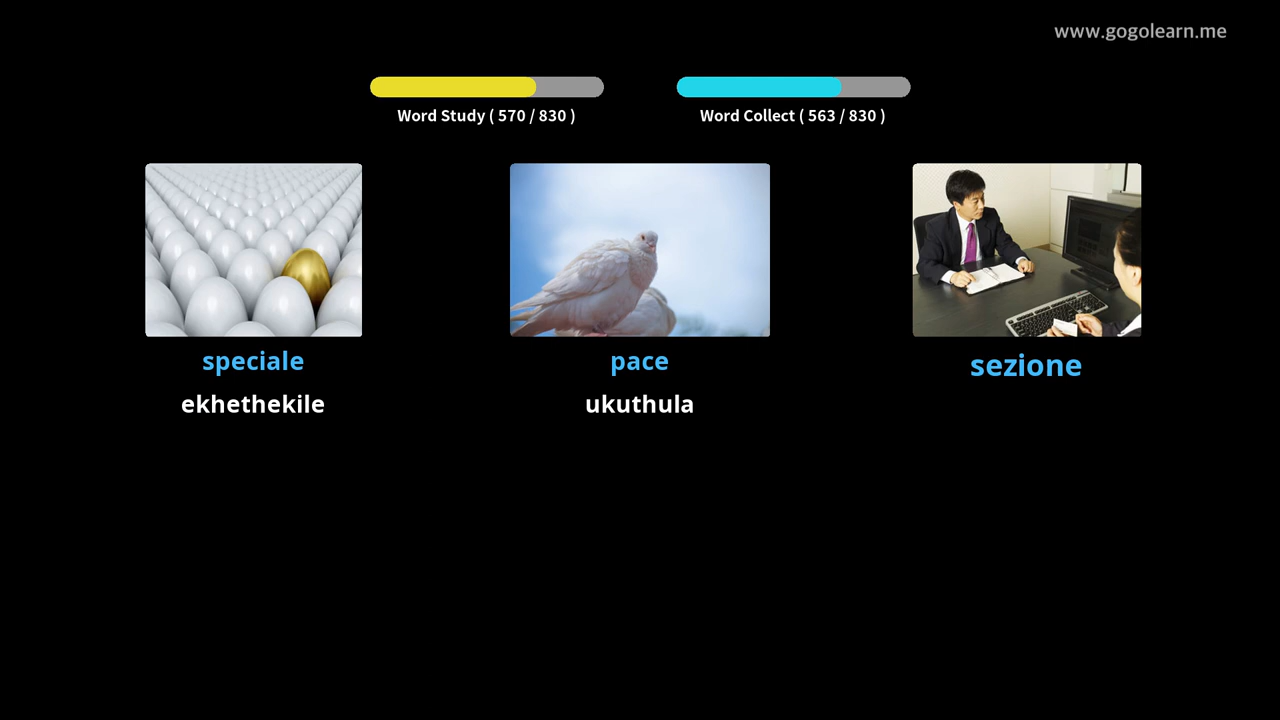 www.gogolearn.me
Word Study ( 570 / 830 )
Word Collect ( 563 / 830 )
speciale
pace
sezione
ekhethekile
ukuthula